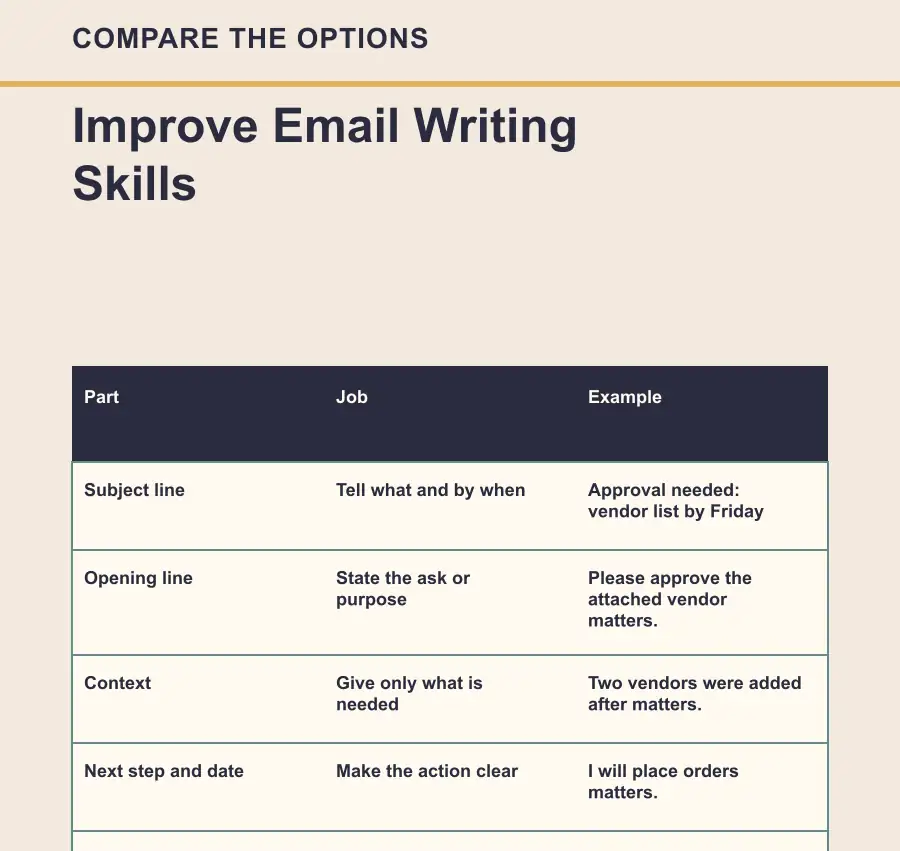 COMPARE THE OPTIONS
Improve Email Writing
Skills
Part
Job
Example
Subject line
Tell what and by when
Approval needed:
vendor list by Friday
Opening line
State the ask or
purpose
Please approve the
attached vendor
matters.
Context
Give only what is
needed
Two vendors were added
after matters.
Next step and date
Make the action clear
I will place orders
matters.